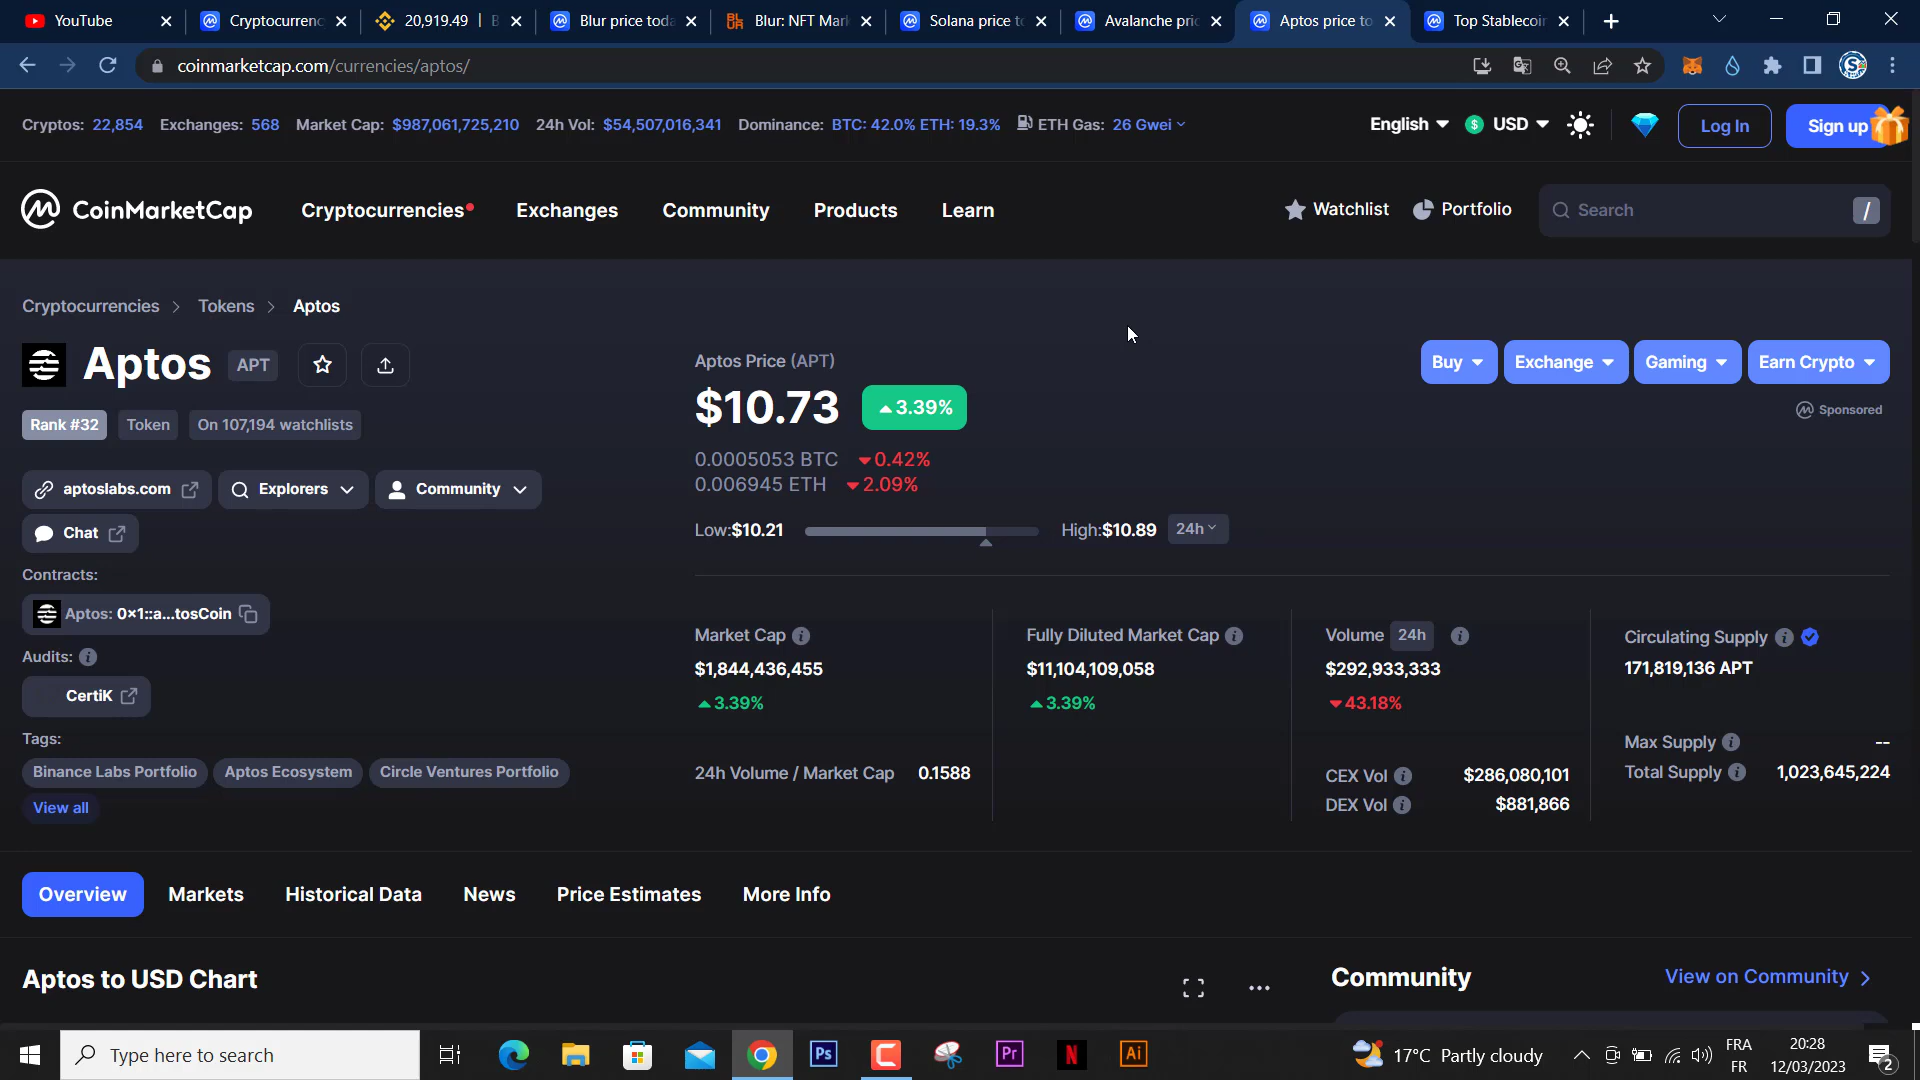 YouTube
Cryptocurrenc
20,919.49 | B
Blur price toda
BLUR
Blur: NFT Mark
Solana price to
Avalanche pric
Aptos price to
Top Stablecoin
coinmarketcap.com/currencies/aptos/
Cryptos: 22,854 Exchanges: 568 Market Cap: $987,061,725,210 24h Vol: $54,507,016,341 Dominance: BTC: 42.0% ETH: 19.3% ETH Gas: 26 Gwei
English $ USD Log In Sign up
CoinMarketCap Cryptocurrencies Exchanges Community Products Learn Watchlist Portfolio Search /
Cryptocurrencies > Tokens > Aptos
Aptos APT
Rank #32 Token On 107,194 watchlists
aptoslabs.com Explorers Community
Chat
Contracts:
Aptos: 0x1::a...tosCoin
Audits:
CertiK
Tags:
Binance Labs Portfolio Aptos Ecosystem Circle Ventures Portfolio
View all
Aptos Price (APT)
$10.73 3.39%
0.0005053 BTC 0.42%
0.006945 ETH 2.09%
Low:$10.21 High:$10.89 24h
Buy Exchange Gaming Earn Crypto
Sponsored
Market Cap
$1,844,436,455
3.39%
24h Volume / Market Cap 0.1588
Fully Diluted Market Cap
$11,104,109,058
3.39%
Volume 24h
$292,933,333
43.18%
CEX Vol $286,080,101
DEX Vol $881,866
Circulating Supply
171,819,136 APT
Max Supply --
Total Supply 1,023,645,224
Overview Markets Historical Data News Price Estimates More Info
Aptos to USD Chart
Community View on Community >
Type here to search
Ps
Pr
N
Ai
17°C Partly cloudy
FRA
FR
20:28
12/03/2023
2